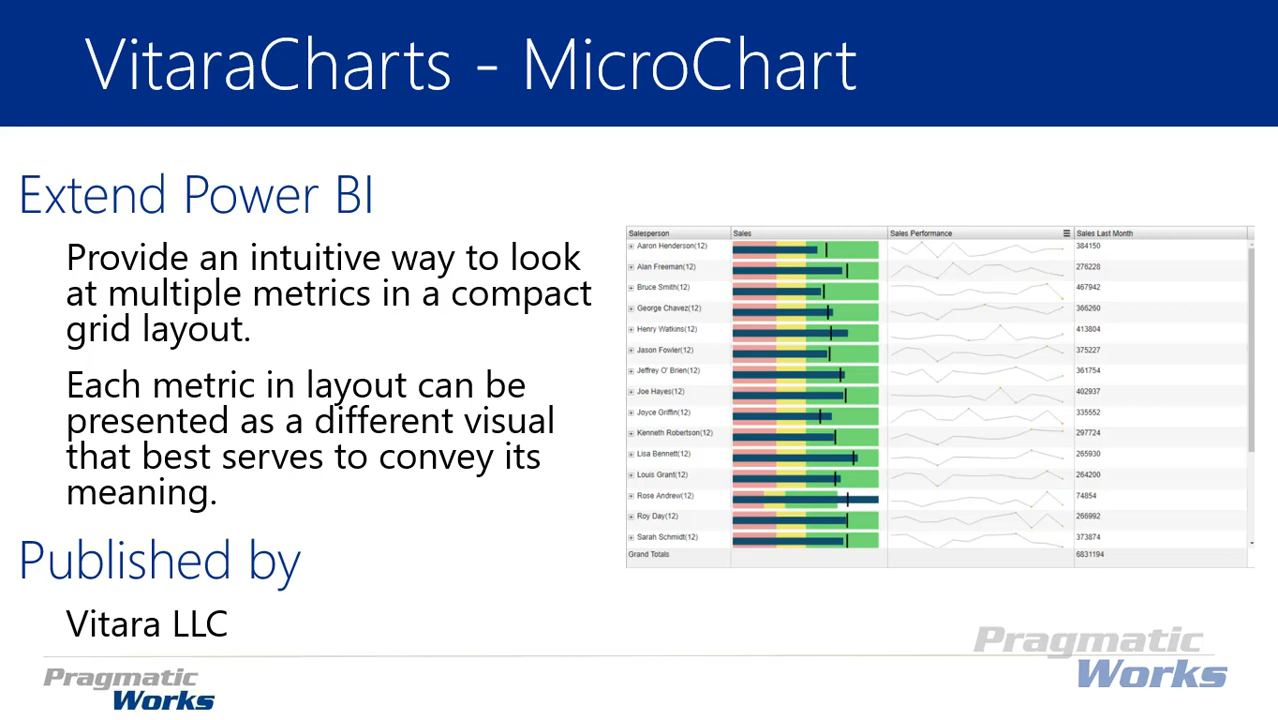 VitaraCharts - MicroChart
Extend Power BI
Provide an intuitive way to look
at multiple metrics in a compact
grid layout.
Each metric in layout can be
presented as a different visual
that best serves to convey its
meaning.
Published by
Vitara LLC
Salesperson Sales Sales Performance Sales Last Month
Aaron Henderson(12) 384150
Alan Freeman(12) 276228
Bruce Smith(12) 467942
George Chavez(12) 366260
Henry Watkins(12) 413804
Jason Fowler(12) 375227
Jeffrey O' Brien(12) 361754
Joe Hayes(12) 402937
Joyce Griffin(12) 335552
Kenneth Robertson(12) 297724
Lisa Bennett(12) 265930
Louis Grant(12) 264200
Rose Andrew(12) 74854
Roy Day(12) 266992
Sarah Schmidt(12) 373874
Grand Totals 6831194
Pragmatic
Works
Pragmatic
Works